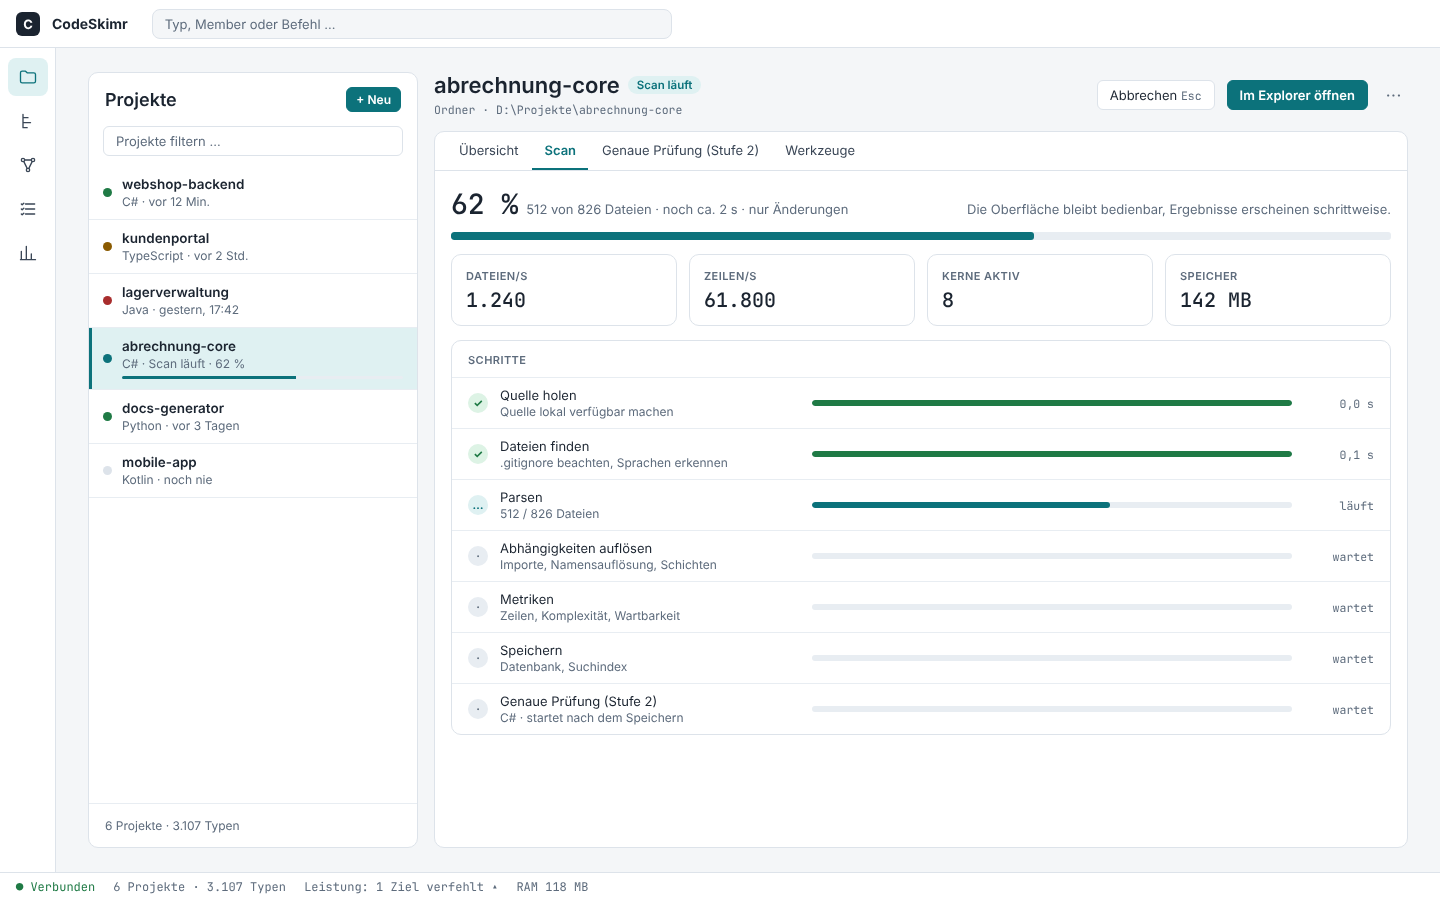 C CodeSkimr
Typ, Member oder Befehl ...
Projekte
+ Neu
Projekte filtern ...
webshop-backend
C# · vor 12 Min.
kundenportal
TypeScript · vor 2 Std.
lagerverwaltung
Java · gestern, 17:42
abrechnung-core
C# · Scan läuft · 62 %
docs-generator
Python · vor 3 Tagen
mobile-app
Kotlin · noch nie
6 Projekte · 3.107 Typen
abrechnung-core Scan läuft
Ordner · D:\Projekte\abrechnung-core
Abbrechen Esc
Im Explorer öffnen
···
Übersicht Scan Genaue Prüfung (Stufe 2) Werkzeuge
62 % 512 von 826 Dateien · noch ca. 2 s · nur Änderungen
Die Oberfläche bleibt bedienbar, Ergebnisse erscheinen schrittweise.
DATEIEN/S
1.240
ZEILEN/S
61.800
KERNE AKTIV
8
SPEICHER
142 MB
SCHRITTE
Quelle holen
Quelle lokal verfügbar machen
0,0 s
Dateien finden
.gitignore beachten, Sprachen erkennen
0,1 s
Parsen
512 / 826 Dateien
läuft
Abhängigkeiten auflösen
Importe, Namensauflösung, Schichten
wartet
Metriken
Zeilen, Komplexität, Wartbarkeit
wartet
Speichern
Datenbank, Suchindex
wartet
Genaue Prüfung (Stufe 2)
C# · startet nach dem Speichern
wartet
Verbunden 6 Projekte · 3.107 Typen Leistung: 1 Ziel verfehlt ▴ RAM 118 MB